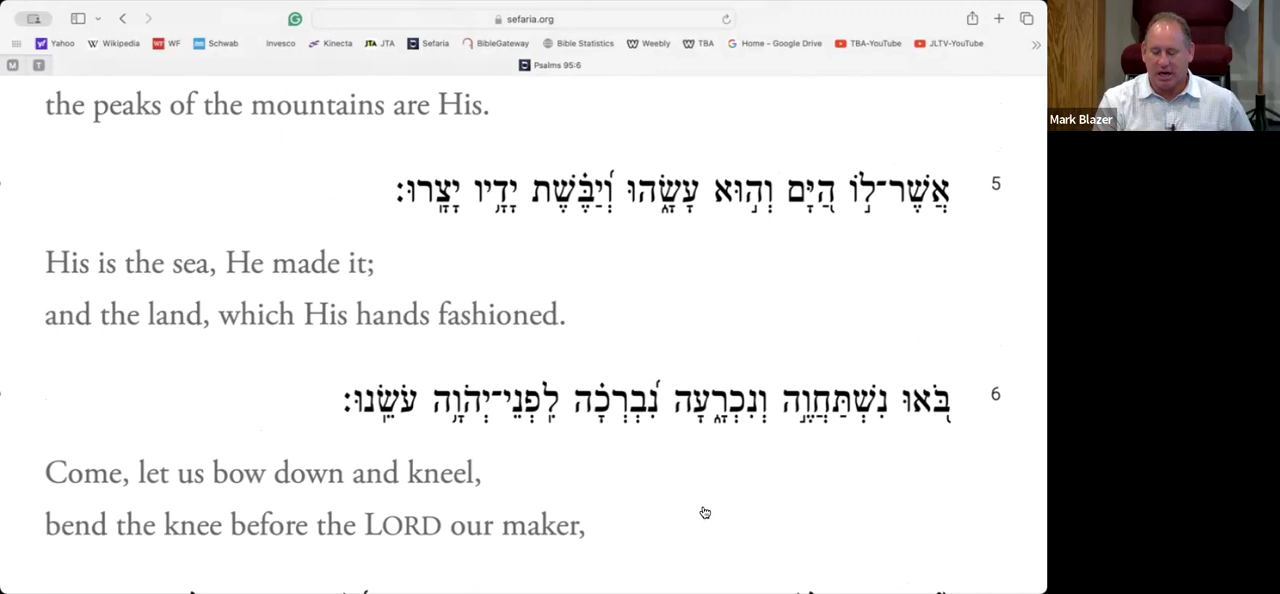 sefaria.org
Yahoo Wikipedia WF WF Schwab Invesco Kinecta JTA JTA Sefaria BibleGateway Bible Statistics Weebly TBA Home - Google Drive TBA-YouTube JLTV-YouTube
M T Psalms 95:6
the peaks of the mountains are His.
אֲשֶׁר־ל֣וֹ הַ֭יָּם וְה֣וּא עָשָׂ֑הוּ וְ֝יַבֶּ֗שֶׁת יָדָ֥יו יָצָֽרוּ׃ 5
His is the sea, He made it;
and the land, which His hands fashioned.
בֹּ֭אוּ נִשְׁתַּחֲוֶ֣ה וְנִכְרָ֑עָה נִ֝בְרְכָ֗ה לִֽפְנֵי־יְהֹוָ֥ה עֹשֵֽׂנוּ׃ 6
Come, let us bow down and kneel,
bend the knee before the LORD our maker,
Mark Blazer